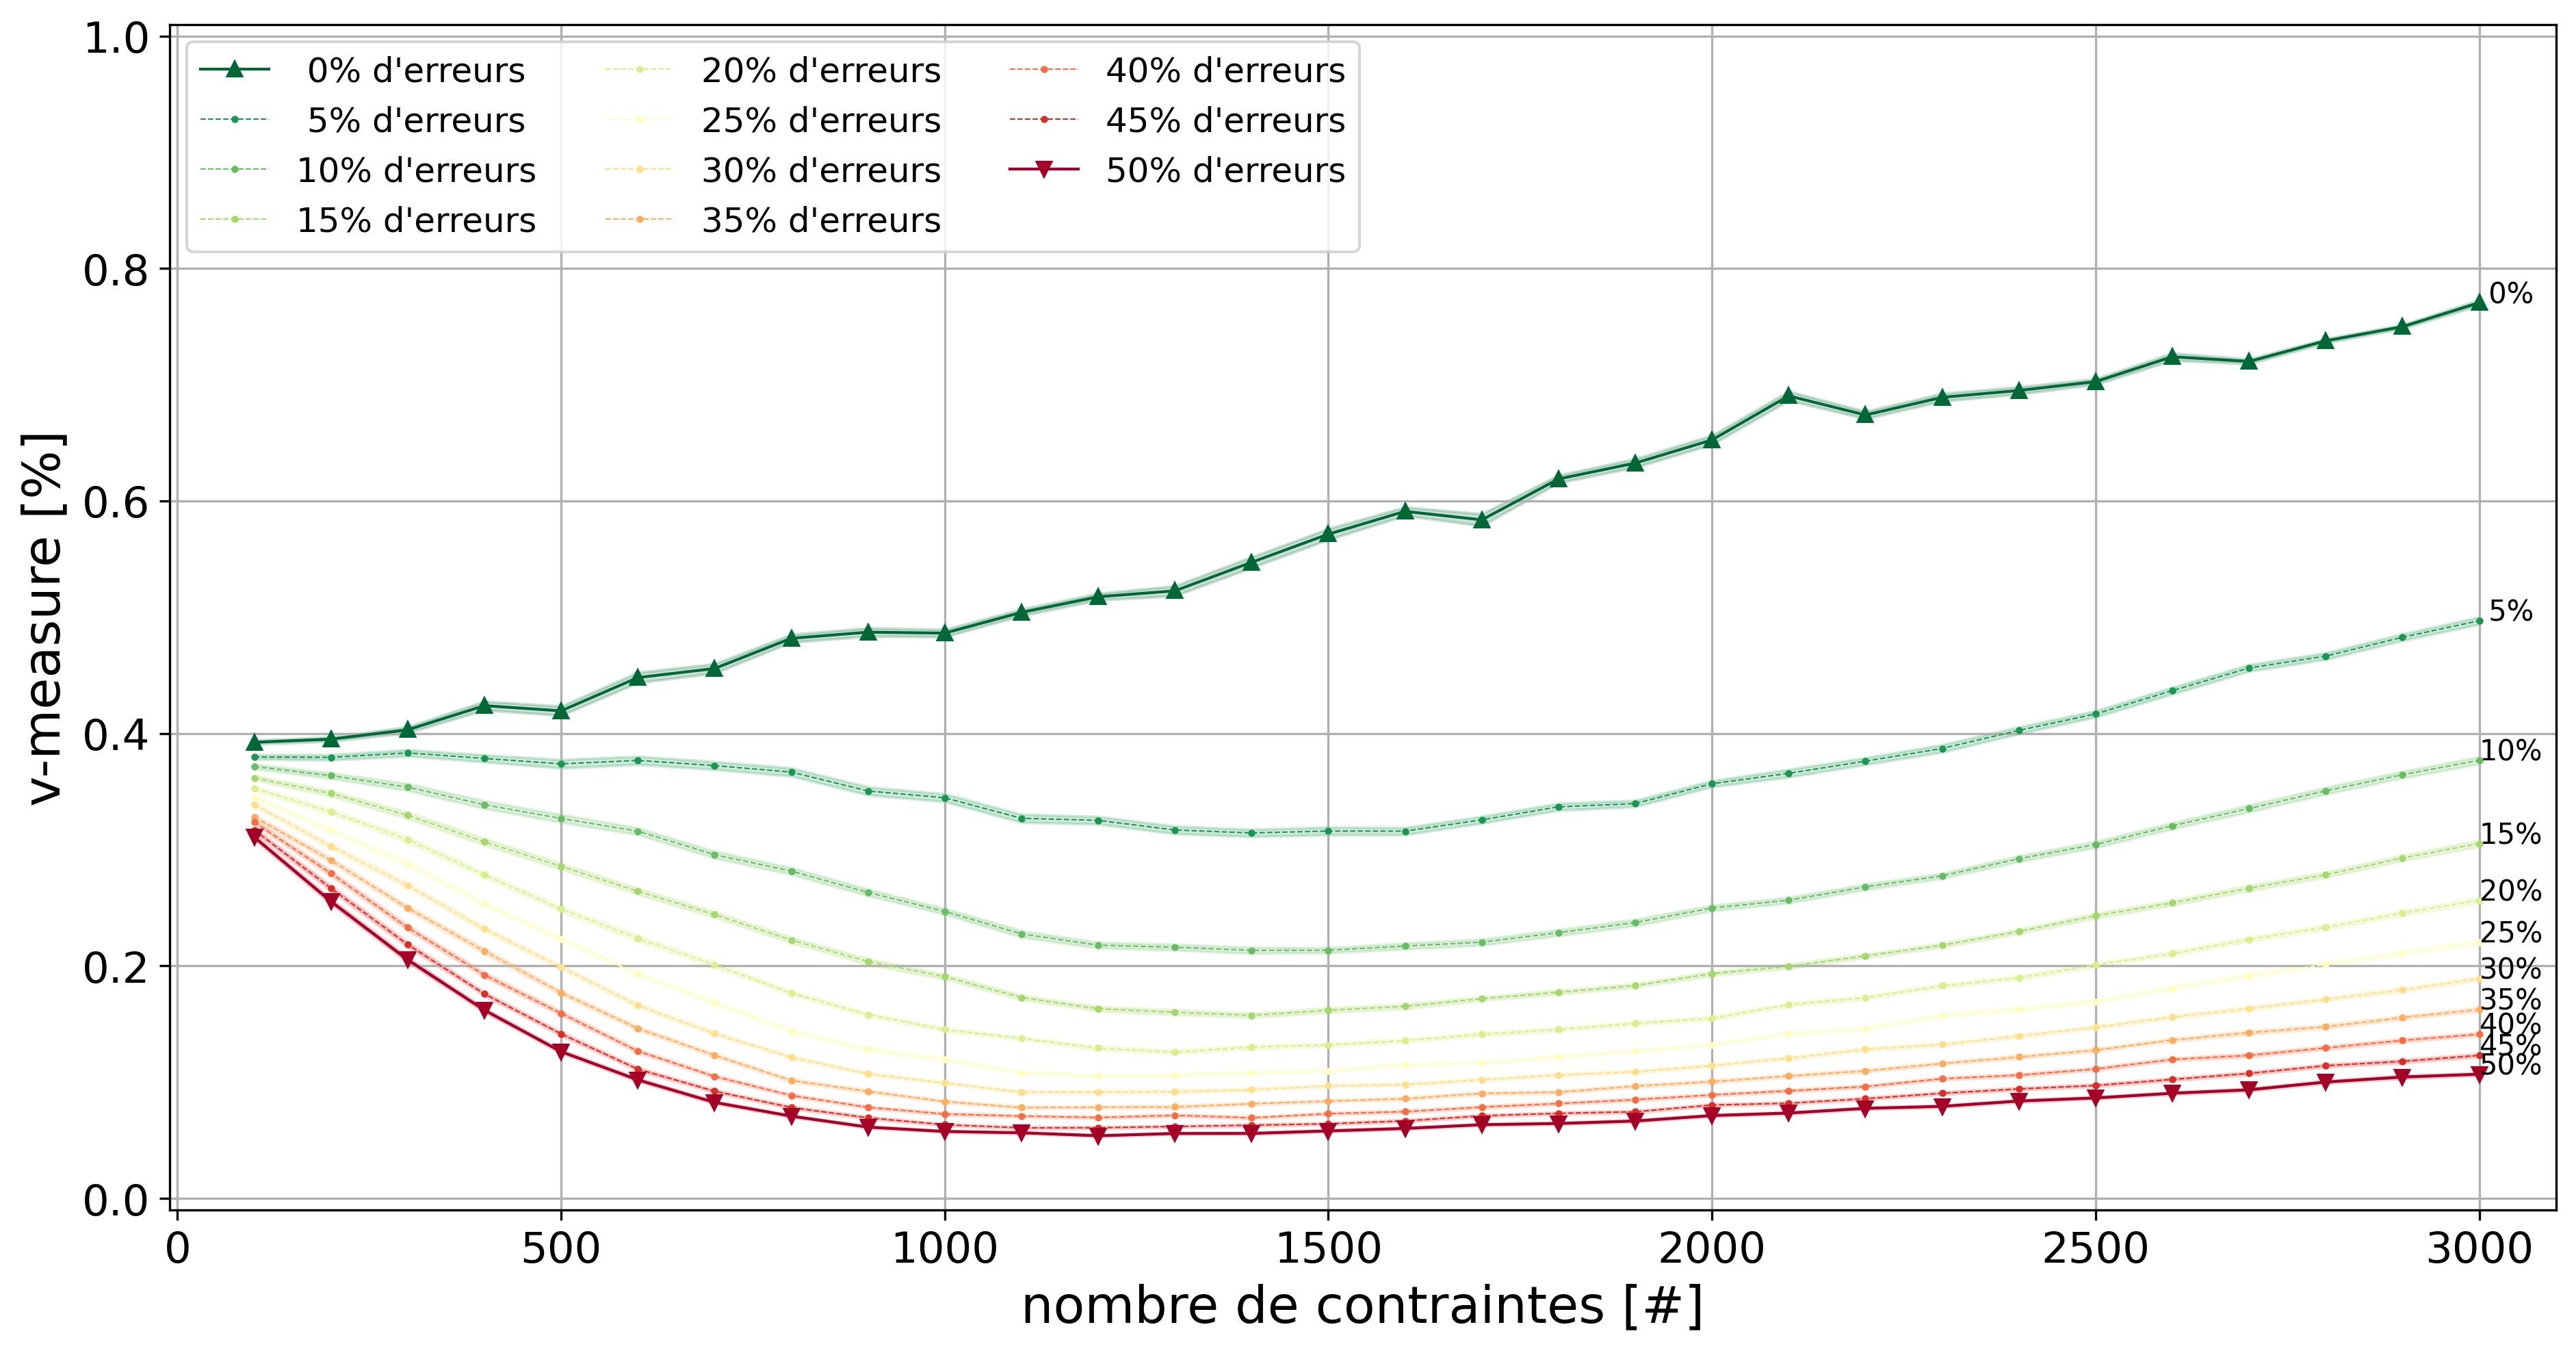 0% d'erreurs
5% d'erreurs
10% d'erreurs
15% d'erreurs
20% d'erreurs
25% d'erreurs
30% d'erreurs
35% d'erreurs
40% d'erreurs
45% d'erreurs
50% d'erreurs
v-measure [%]
1.0
0.8
0.6
0.4
0.2
0.0
0%
5%
10%
15%
20%
25%
30%
35%
40%
45%
50%
0
500
1000
1500
2000
2500
3000
nombre de contraintes [#]